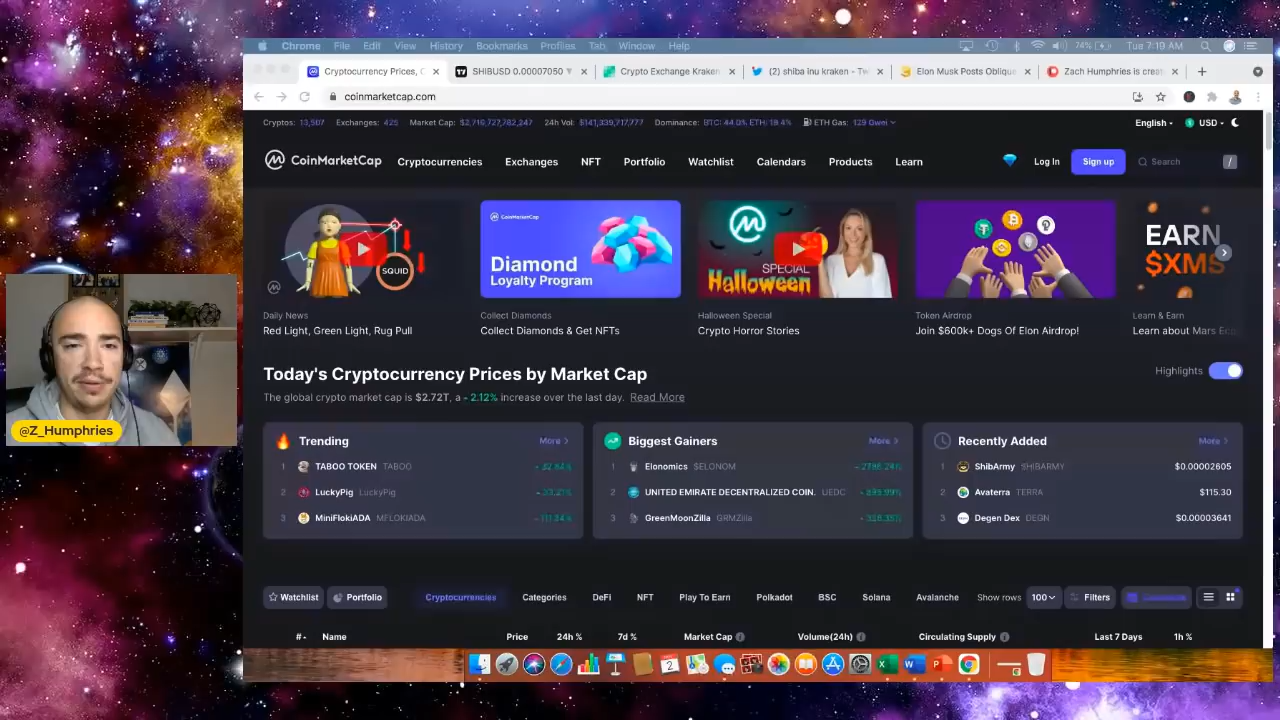 Chrome File Edit View History Bookmarks Profiles Tab Window Help 74% Tue 7:19 AM
Cryptocurrency Prices, C
SHIBUSD 0.00007050 ▼
Crypto Exchange Kraken
(2) shiba inu kraken - Tw
Elon Musk Posts Oblique
Zach Humphries is creat
coinmarketcap.com
Cryptos: 13,507 Exchanges: 425 Market Cap: $2,719,727,782,247 24h Vol: $141,339,717,777 Dominance: BTC: 44.0% ETH: 19.4% ETH Gas: 129 Gwei
English USD
CoinMarketCap Cryptocurrencies Exchanges NFT Portfolio Watchlist Calendars Products Learn Log In Sign up Search /
SQUID
CoinMarketCap
Diamond
Loyalty Program
SPECIAL
Halloween
EARN
$XMS
Daily News
Red Light, Green Light, Rug Pull
Collect Diamonds
Collect Diamonds & Get NFTs
Halloween Special
Crypto Horror Stories
Token Airdrop
Join $600k+ Dogs Of Elon Airdrop!
Learn & Earn
Learn about Mars Eco
Today's Cryptocurrency Prices by Market Cap
Highlights
The global crypto market cap is $2.72T, a 2.12% increase over the last day. Read More
Trending More >
1 TABOO TOKEN TABOO
2 LuckyPig LuckyPig
3 MiniFlokiADA MFLOKIADA
Biggest Gainers More >
1 Elonomics $ELONOM
2 UNITED EMIRATE DECENTRALIZED COIN. UEDC
3 GreenMoonZilla GRMZilla
Recently Added More >
1 ShibArmy SHIBARMY $0.00002605
2 Avaterra TERRA $115.30
3 Degen Dex DEGN $0.00003641
@Z_Humphries
Watchlist Portfolio Cryptocurrencies Categories DeFi NFT Play To Earn Polkadot BSC Solana Avalanche Show rows 100 Filters
# Name Price 24h % 7d % Market Cap Volume(24h) Circulating Supply Last 7 Days 1h %
2